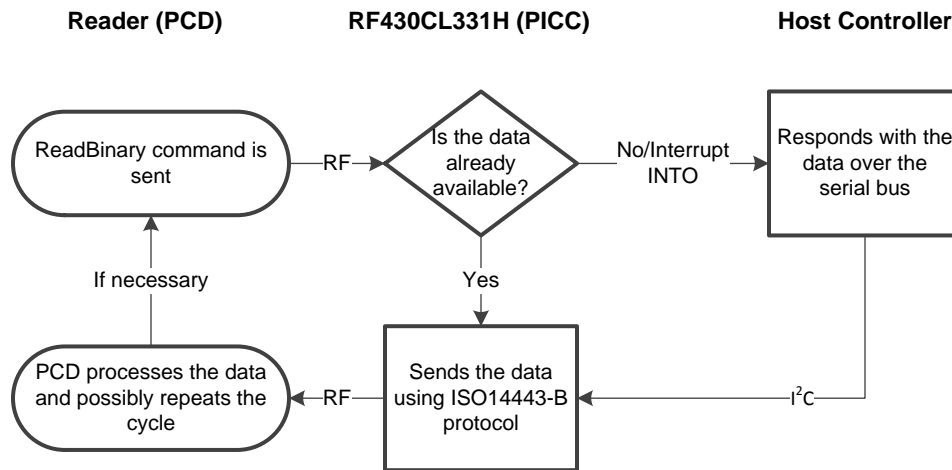 Reader (PCD)
RF430CL331H (PICC)
Host Controller
ReadBinary command is
sent
RF
Is the data
already
available?
No/Interrupt
INTO
Responds with the
data over the
serial bus
If necessary
Yes
PCD processes the data
and possibly repeats the
cycle
RF
Sends the data
using ISO14443-B
protocol
I²C